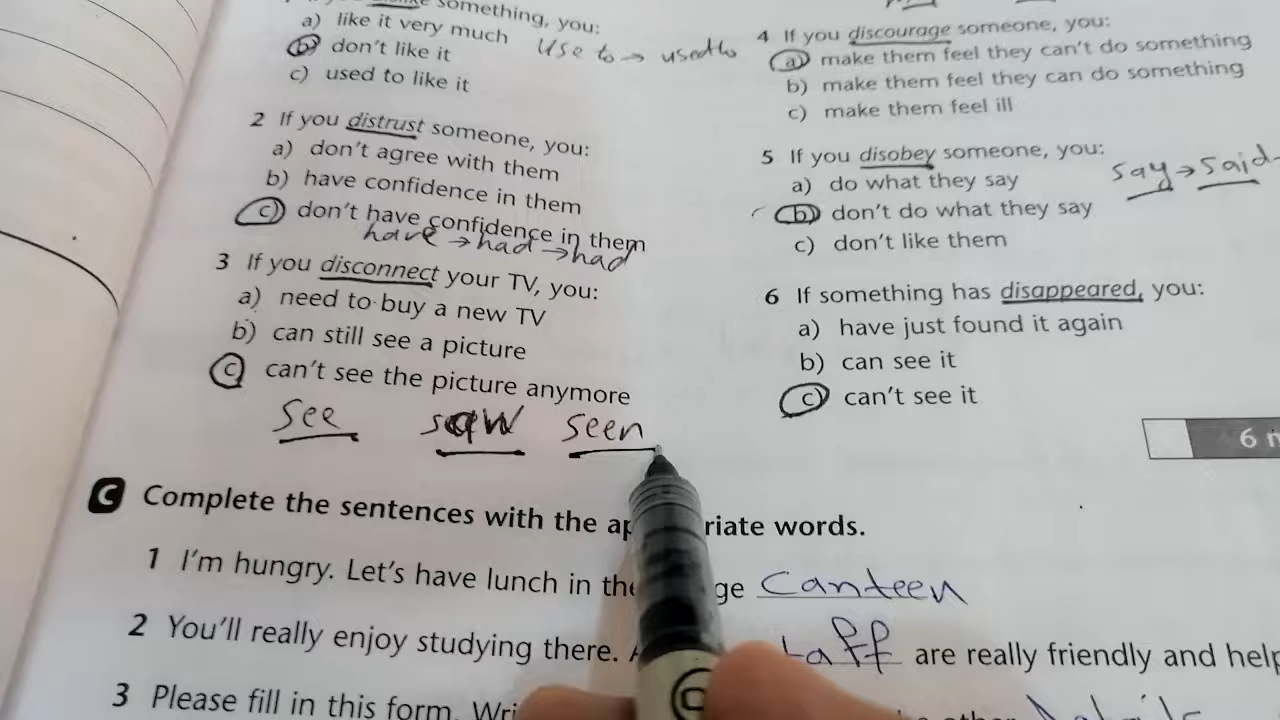 something, you:
a) like it very much
use to → used to
b) don't like it
c) used to like it
2 If you distrust someone, you:
a) don't agree with them
b) have confidence in them
c) don't have confidence in them
have → had → had
3 If you disconnect your TV, you:
a) need to buy a new TV
b) can still see a picture
c) can't see the picture anymore
see saw seen
4 If you discourage someone, you:
a) make them feel they can't do something
b) make them feel they can do something
c) make them feel ill
5 If you disobey someone, you:
say → said
a) do what they say
b) don't do what they say
c) don't like them
6 If something has disappeared, you:
a) have just found it again
b) can see it
c) can't see it
6
C Complete the sentences with the riate words.
1 I'm hungry. Let's have lunch in the ge canteen
2 You'll really enjoy studying there. taff are really friendly and help
3 Please fill in this form. Wri